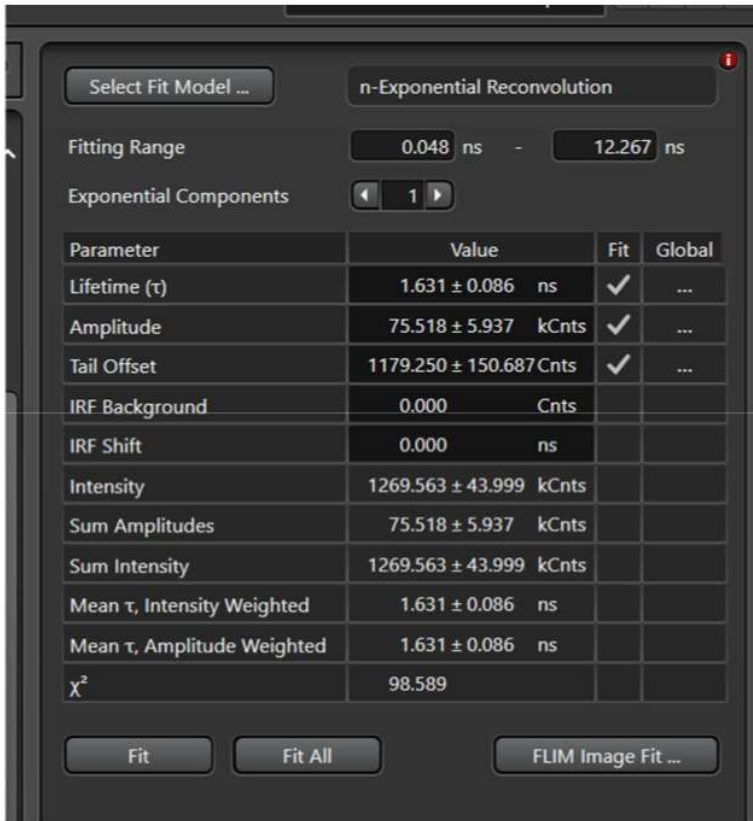 Select Fit Model ... n-Exponential Reconvolution
Fitting Range 0.048 ns - 12.267 ns
Exponential Components 1
Parameter Value Fit Global
Lifetime (τ) 1.631 ± 0.086 ns ...
Amplitude 75.518 ± 5.937 kCnts ...
Tail Offset 1179.250 ± 150.687 Cnts ...
IRF Background 0.000 Cnts
IRF Shift 0.000 ns
Intensity 1269.563 ± 43.999 kCnts
Sum Amplitudes 75.518 ± 5.937 kCnts
Sum Intensity 1269.563 ± 43.999 kCnts
Mean τ, Intensity Weighted 1.631 ± 0.086 ns
Mean τ, Amplitude Weighted 1.631 ± 0.086 ns
χ² 98.589
Fit Fit All FLIM Image Fit ...